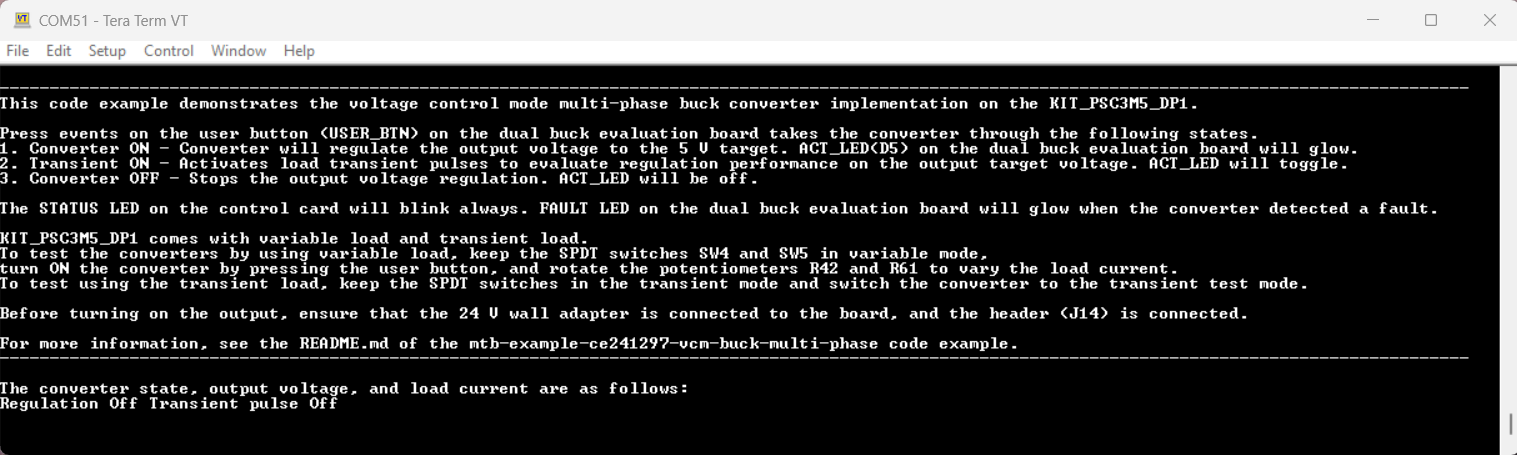 COM51 - Tera Term VT
File Edit Setup Control Window Help
This code example demonstrates the voltage control mode multi-phase buck converter implementation on the KIT_PSC3M5_DP1.
Press events on the user button (USER_BTN) on the dual buck evaluation board takes the converter through the following states.
1. Converter ON - Converter will regulate the output voltage to the 5 V target. ACT_LED(D5) on the dual buck evaluation board will glow.
2. Transient ON - Activates load transient pulses to evaluate regulation performance on the output target voltage. ACT_LED will toggle.
3. Converter OFF - Stops the output voltage regulation. ACT_LED will be off.
The STATUS LED on the control card will blink always. FAULT LED on the dual buck evaluation board will glow when the converter detected a fault.
KIT_PSC3M5_DP1 comes with variable load and transient load.
To test the converters by using variable load, keep the SPDT switches SW4 and SW5 in variable mode,
turn ON the converter by pressing the user button, and rotate the potentiometers R42 and R61 to vary the load current.
To test using the transient load, keep the SPDT switches in the transient mode and switch the converter to the transient test mode.
Before turning on the output, ensure that the 24 V wall adapter is connected to the board, and the header (J14) is connected.
For more information, see the README.md of the mtb-example-ce241297-vcm-buck-multi-phase code example.
The converter state, output voltage, and load current are as follows:
Regulation Off Transient pulse Off